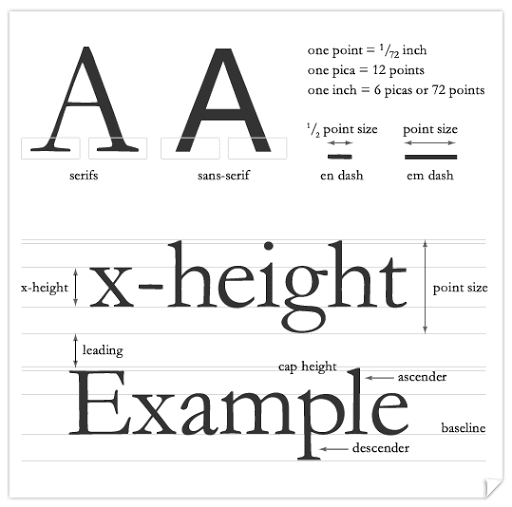 A A
one point = 1/72 inch
one pica = 12 points
one inch = 6 picas or 72 points
1/2 point size
point size
serifs
sans-serif
en dash
em dash
x-height
x-height
point size
leading
cap height
ascender
Example
baseline
descender